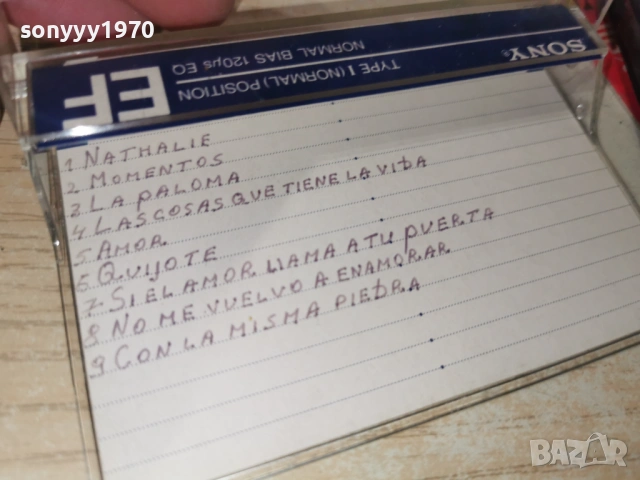 sonyyy1970
SONY
TYPE I (NORMAL) POSITION
NORMAL BIAS 120µs EQ
EF
1 NATHALIE
2 MOMENTOS
3 LA PALOMA
4 LAS COSAS QUE TIENE LA VIDA
5 AMOR
6 QUIJOTE
7 SI EL AMOR LLAMA A TU PUERTA
8 NO ME VUELVO A ENAMORAR
9 CON LA MISMA PIEDRA
BAZAR